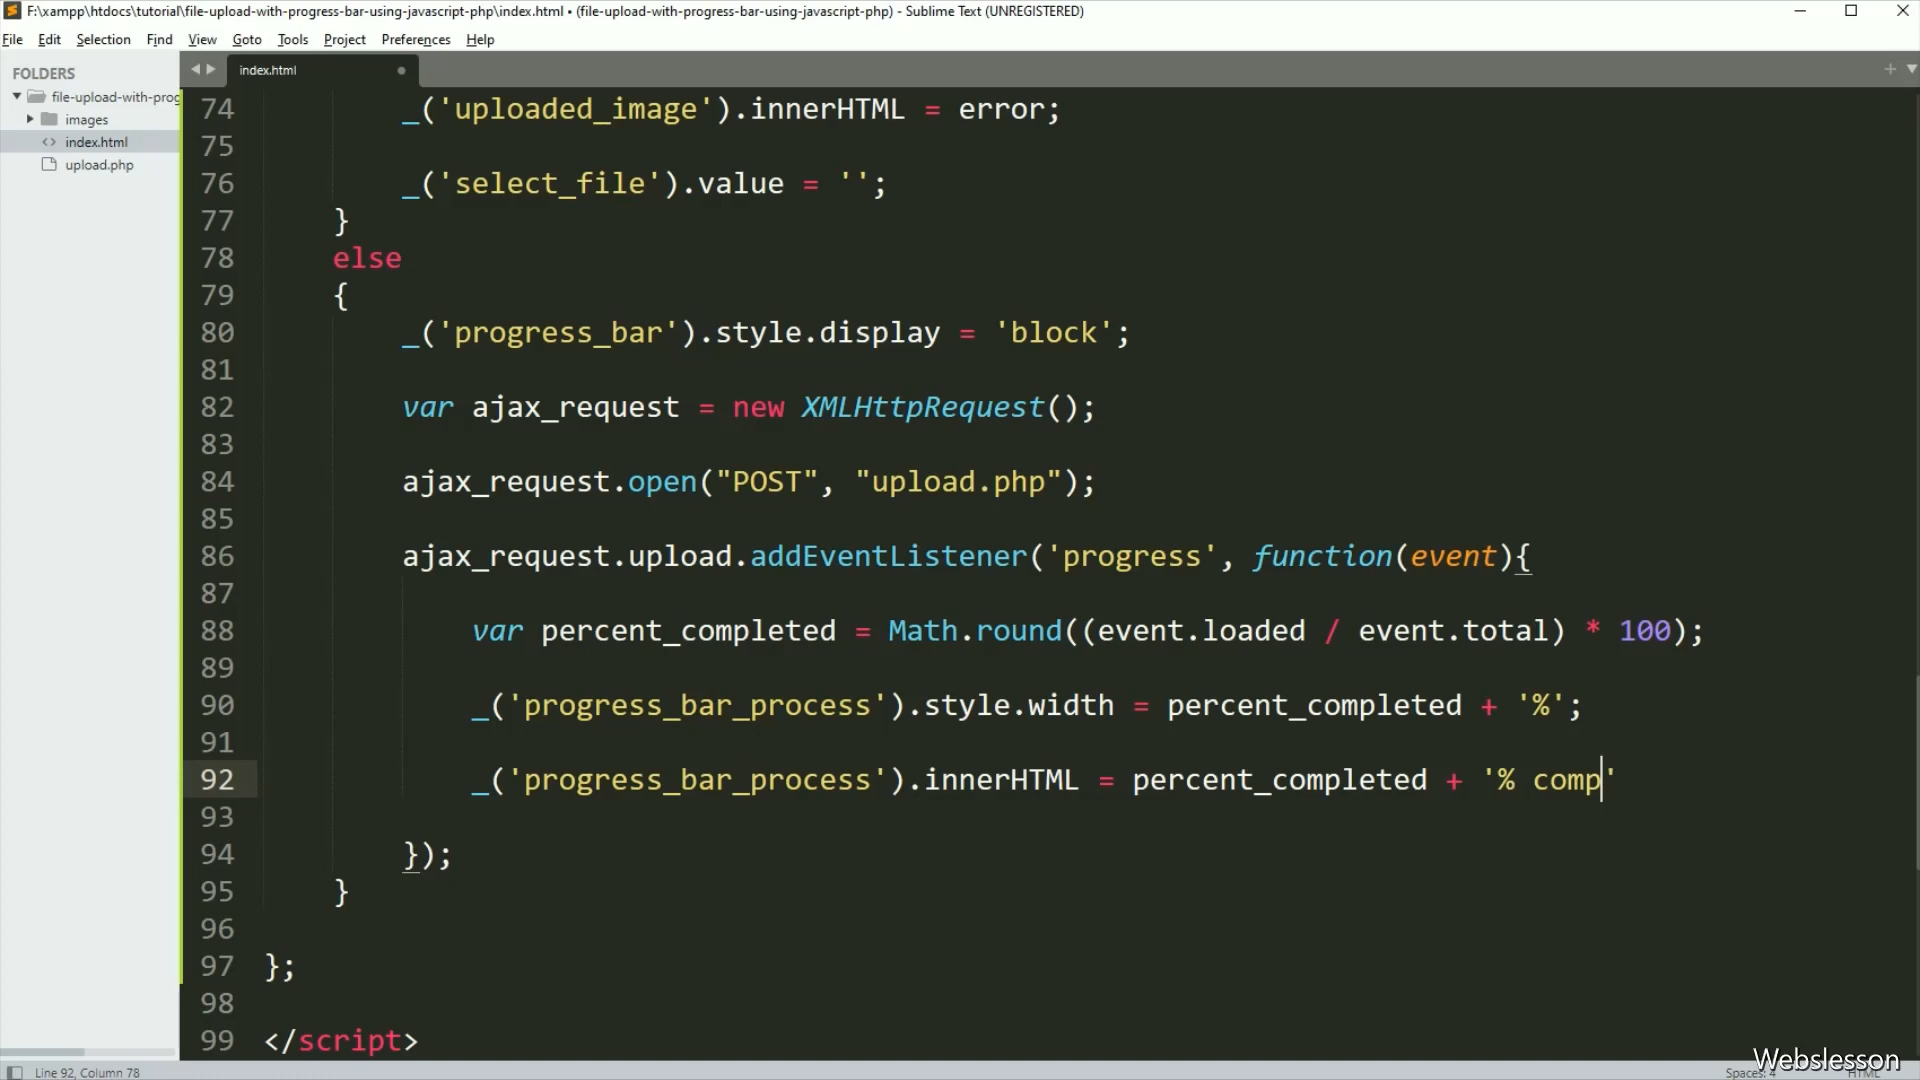 F:\xampp\htdocs\tutorial\file-upload-with-progress-bar-using-javascript-php\index.html • (file-upload-with-progress-bar-using-javascript-php) - Sublime Text (UNREGISTERED)
File Edit Selection Find View Goto Tools Project Preferences Help
FOLDERS
file-upload-with-prog
images
index.html
upload.php
index.html
74 _('uploaded_image').innerHTML = error;
75
76 _('select_file').value = '';
77 }
78 else
79 {
80 _('progress_bar').style.display = 'block';
81
82 var ajax_request = new XMLHttpRequest();
83
84 ajax_request.open("POST", "upload.php");
85
86 ajax_request.upload.addEventListener('progress', function(event){
87
88 var percent_completed = Math.round((event.loaded / event.total) * 100);
89
90 _('progress_bar_process').style.width = percent_completed + '%';
91
92 _('progress_bar_process').innerHTML = percent_completed + '% comp'
93
94 });
95 }
96
97 };
98
99 </script>
Line 92, Column 78
Spaces: 4
HTML
Webslesson